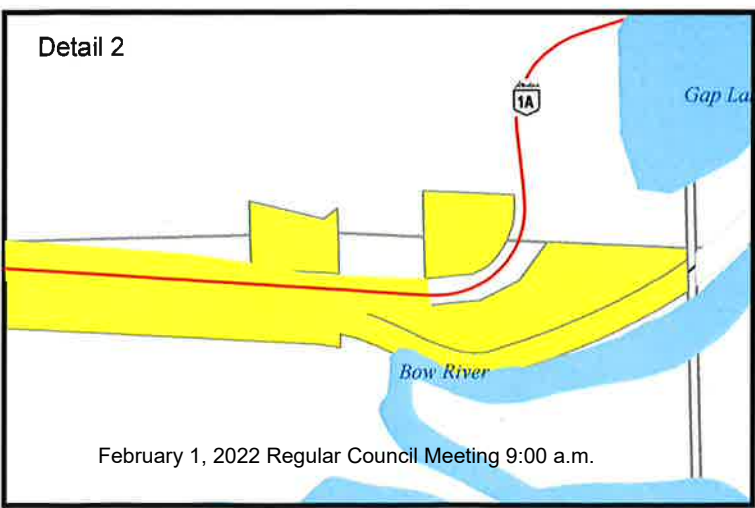 Detail 2
1A
Gap La
Bow River
February 1, 2022 Regular Council Meeting 9:00 a.m.